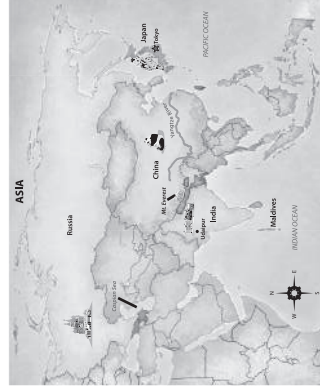 ASIA
Russia
Caspian Sea
Japan
Tokyo
PACIFIC OCEAN
China
Mt. Everest
Udaipur
India
Maldives
INDIAN OCEAN
N
W
E
S